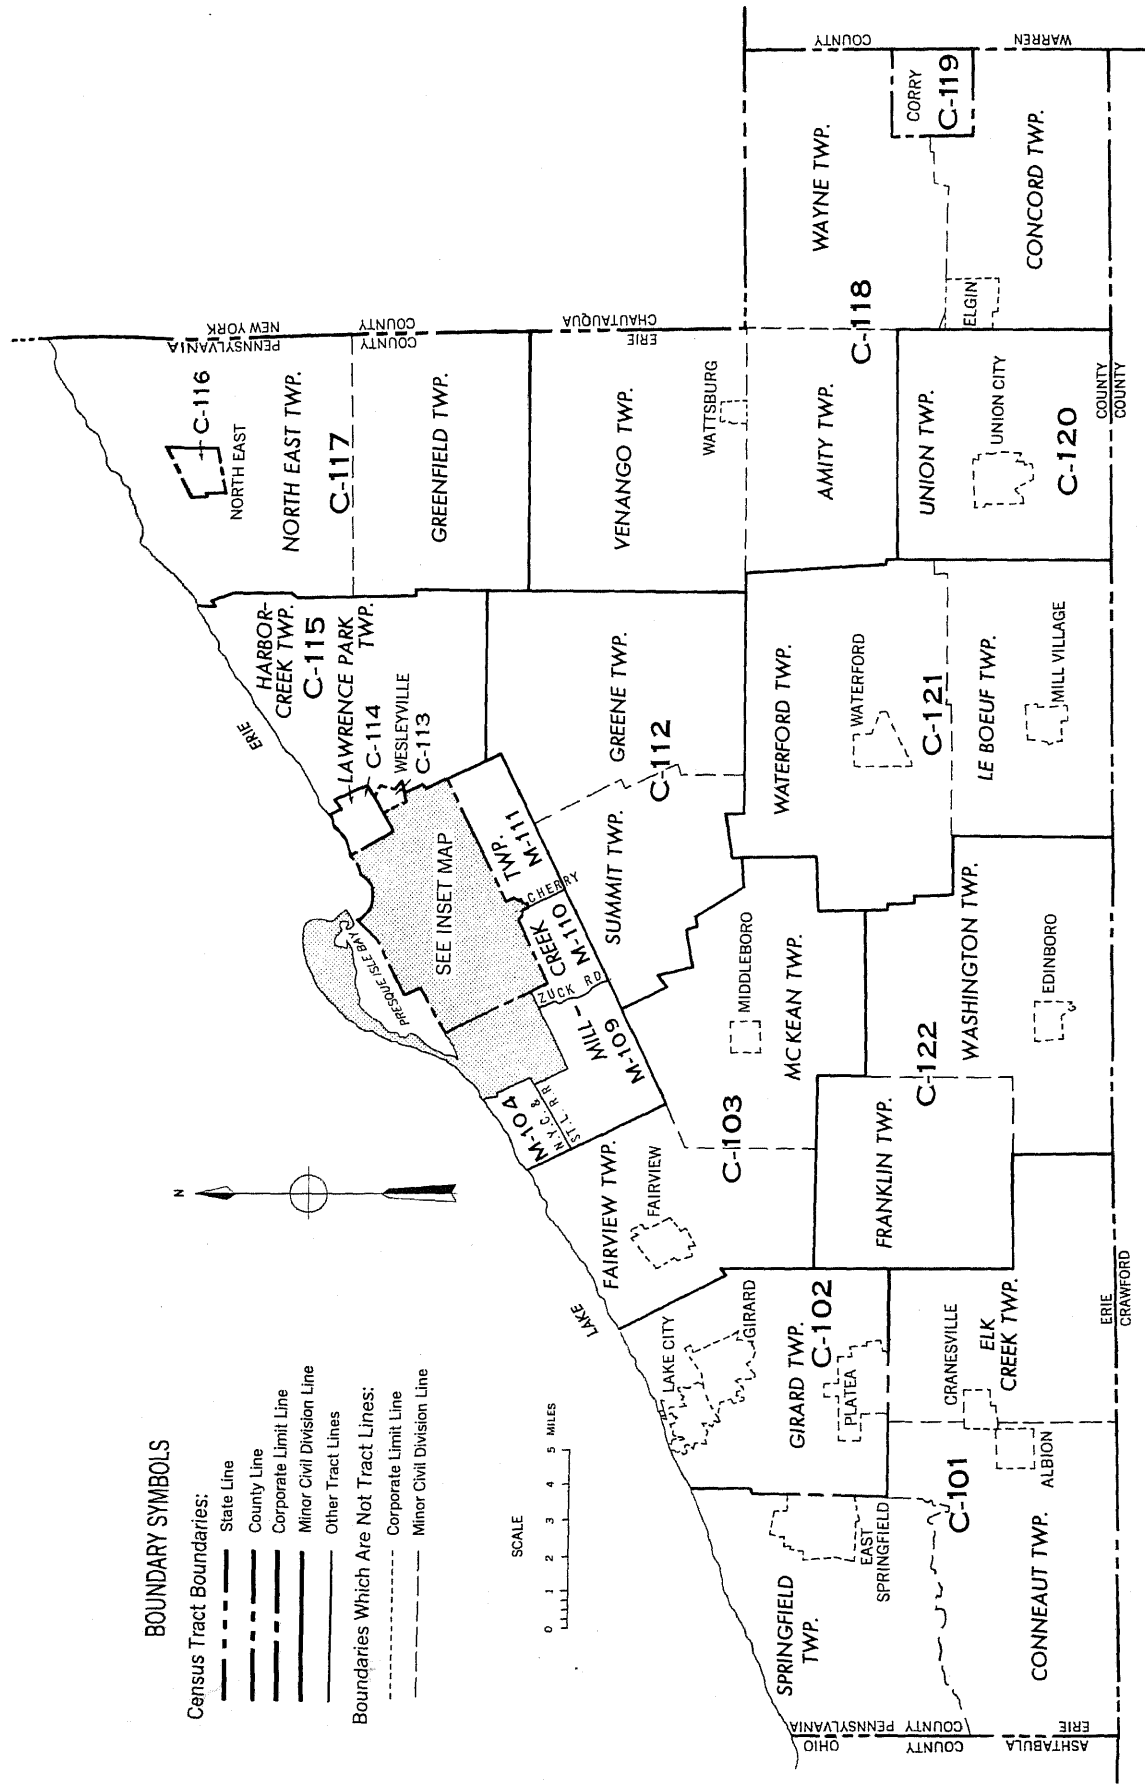 BOUNDARY SYMBOLS
Census Tract Boundaries:
State Line
County Line
Corporate Limit Line
Minor Civil Division Line
Other Tract Lines
Boundaries Which Are Not Tract Lines:
Corporate Limit Line
Minor Civil Division Line
SCALE
0 1 2 3 4 5 MILES
N
LAKE
ERIE
PRESQUE ISLE BAY
SEE INSET MAP
OHIO
PENNSYLVANIA
COUNTY
COUNTY
ASHTABULA
ERIE
SPRINGFIELD
TWP.
EAST
SPRINGFIELD
C-101
CONNEAUT TWP.
ALBION
CRANESVILLE
ELK
CREEK TWP.
ERIE
CRAWFORD
LAKE CITY
GIRARD
GIRARD TWP.
C-102
PLATEA
FAIRVIEW TWP.
FAIRVIEW
C-103
FRANKLIN TWP.
C-122
M-104
N.Y.C. &
ST. L. R R
MILL-
M-109
ZUCK RD
CREEK
M-110
CHERRY
TWP.
M-111
MIDDLEBORO
MCKEAN TWP.
WASHINGTON TWP.
EDINBORO
SUMMIT TWP.
C-112
GREENE TWP.
LAWRENCE PARK
TWP.
C-114
WESLEYVILLE
C-113
HARBOR-
CREEK TWP.
C-115
WATERFORD TWP.
WATERFORD
C-121
LE BOEUF TWP.
MILL VILLAGE
NORTH EAST
C-116
NORTH EAST TWP.
C-117
GREENFIELD TWP.
VENANGO TWP.
WATTSBURG
AMITY TWP.
C-118
UNION TWP.
UNION CITY
C-120
COUNTY
COUNTY
NEW YORK
PENNSYLVANIA
COUNTY
COUNTY
CHAUTAUQUA
ERIE
WAYNE TWP.
ELGIN
CONCORD TWP.
CORRY
C-119
COUNTY
WARREN